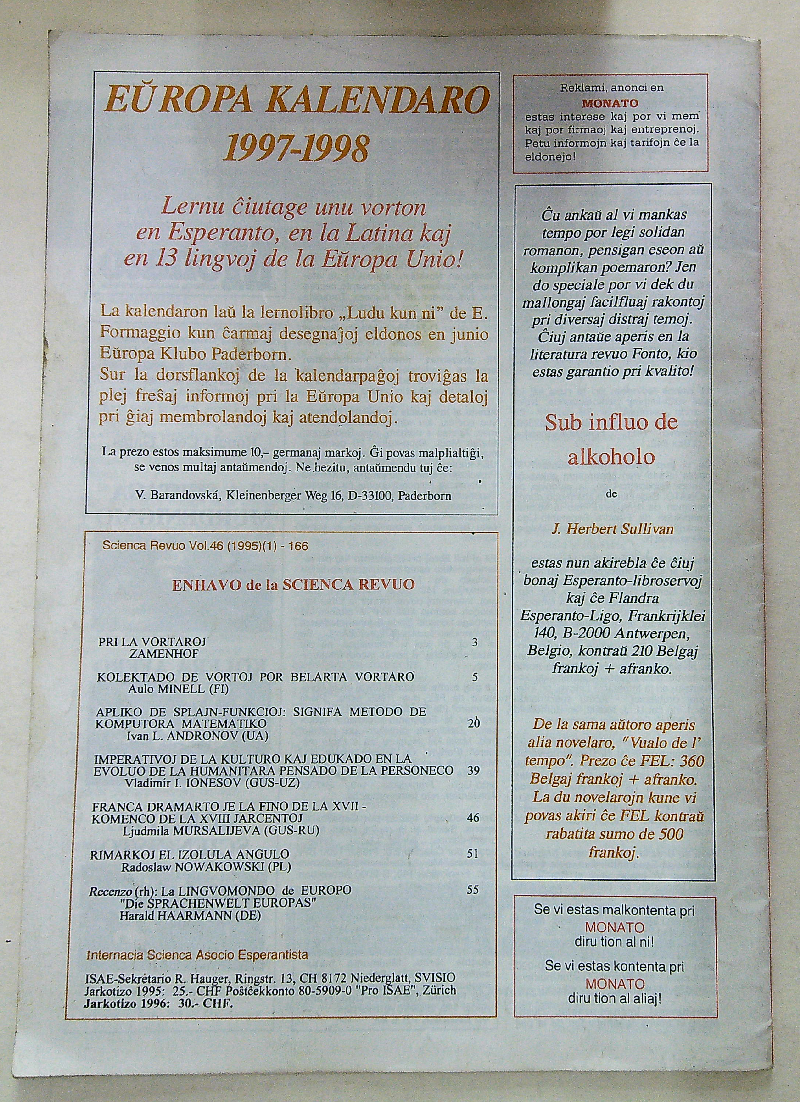 EŬROPA KALENDARO
1997-1998
Lernu ĉiutage unu vorton
en Esperanto, en la Latina kaj
en 13 lingvoj de la Eŭropa Unio!
La kalendaron laŭ la lernolibro „Ludu kun ni” de E.
Formaggio kun ĉarmaj desegnaĵoj eldonos en junio
Eŭropa Klubo Paderborn.
Sur la dorsflankoj de la kalendarpaĝoj troviĝas la
plej freŝaj informoj pri la Eŭropa Unio kaj detaloj
pri ĝiaj membrolandoj kaj atendolandoj.
La prezo estos maksimume 10,- germanaj markoj. Ĝi povas malplialtiĝi,
se venos multaj antaŭmendoj. Ne hezitu, antaŭmendu tuj ĉe:
V. Barandovská, Kleinenberger Weg 16, D-33100, Paderborn
Scienca Revuo Vol.46 (1995)(1) - 166
ENHAVO de la SCIENCA REVUO
PRI LA VORTAROJ 3
ZAMENHOF
KOLEKTADO DE VORTOJ POR BELARTA VORTARO 5
Aulo MINELL (FI)
APLIKO DE SPLAJN-FUNKCIOJ: SIGNIFA METODO DE
KOMPUTORA MATEMATIKO 20
Ivan L. ANDRONOV (UA)
IMPERATIVOJ DE LA KULTURO KAJ EDUKADO EN LA
EVOLUO DE LA HUMANITARA PENSADO DE LA PERSONECO 39
Vladimir I. IONESOV (GUS-UZ)
FRANCA DRAMARTO JE LA FINO DE LA XVII -
KOMENCO DE LA XVIII JARCENTOJ 46
Ljudmila MURSALIJEVA (GUS-RU)
RIMARKOJ EL IZOLULA ANGULO 51
Radoslaw NOWAKOWSKI (PL)
Recenzo (rh): La LINGVOMONDO de EUROPO 55
"Die SPRACHENWELT EUROPAS"
Harald HAARMANN (DE)
Internacia Scienca Asocio Esperantista
ISAE-Sekretario R. Hauger, Ringstr. 13, CH 8172 Niederglatt, SVISIO
Jarkotizo 1995: 25.- CHF Poŝtĉekkonto 80-5909-0 "Pro ISAE", Zürich
Jarkotizo 1996: 30.- CHF.
Reklami, anonci en
MONATO
estas interese kaj por vi mem
kaj por firmaoj kaj entreprenoj.
Petu informojn kaj tarifojn ĉe la
eldonejo!
Ĉu ankaŭ al vi mankas
tempo por legi solidan
romanon, pensigan eseon aŭ
komplikan poemaron? Jen
do speciale por vi dek du
mallongaj facilfluaj rakontoj
pri diversaj distraj temoj.
Ĉiuj antaŭe aperis en la
literatura revuo Fonto, kio
estas garantio pri kvalito!
Sub influo de
alkoholo
de
J. Herbert Sullivan
estas nun akirebla ĉe ĉiuj
bonaj Esperanto-libroservoj
kaj ĉe Flandra
Esperanto-Ligo, Frankrijklei
140, B-2000 Antwerpen,
Belgio, kontraŭ 210 Belgaj
frankoj + afranko.
De la sama aŭtoro aperis
alia novelaro, "Vualo de l'
tempo". Prezo ĉe FEL: 360
Belgaj frankoj + afranko.
La du novelarojn kune vi
povas akiri ĉe FEL kontraŭ
rabatita sumo de 500
frankoj.
Se vi estas malkontenta pri
MONATO
diru tion al ni!
Se vi estas kontenta pri
MONATO
diru tion al aliaj!